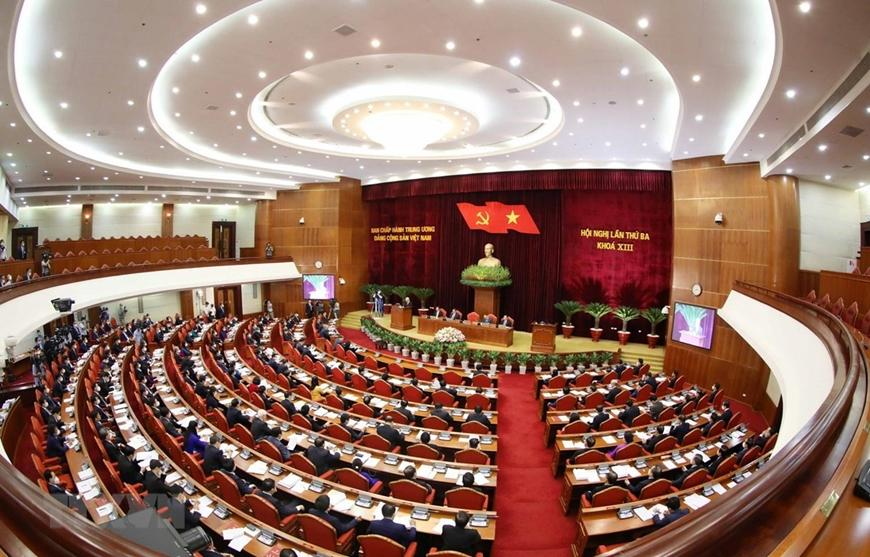 BAN CHẤP HÀNH TRUNG ƯƠNG
ĐẢNG CỘNG SẢN VIỆT NAM
HỘI NGHỊ LẦN THỨ BA
KHOÁ XIII